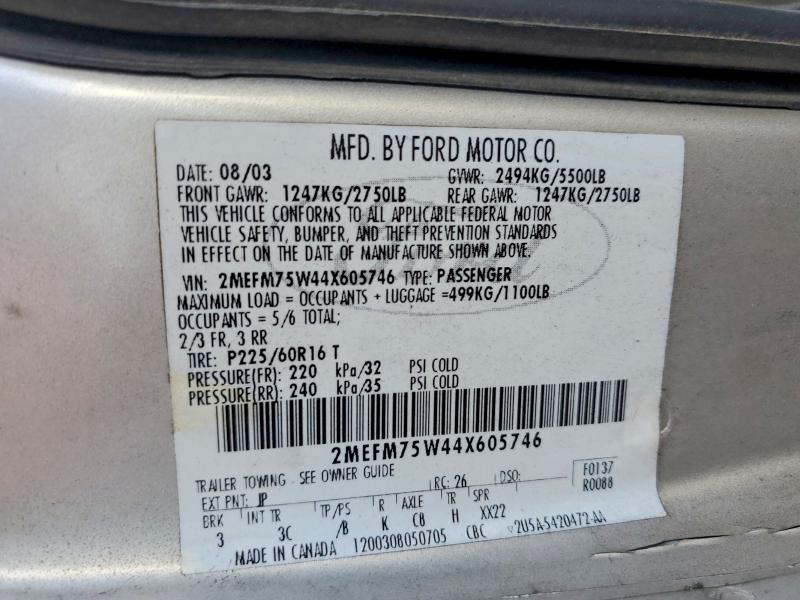 MFD. BY FORD MOTOR CO.
DATE: 08/03 GVWR: 2494KG/5500LB
FRONT GAWR: 1247KG/2750LB REAR GAWR: 1247KG/2750LB
THIS VEHICLE CONFORMS TO ALL APPLICABLE FEDERAL MOTOR
VEHICLE SAFETY, BUMPER, AND THEFT PREVENTION STANDARDS
IN EFFECT ON THE DATE OF MANUFACTURE SHOWN ABOVE.
VIN: 2MEFM75W44X605746 TYPE: PASSENGER
MAXIMUM LOAD = OCCUPANTS + LUGGAGE =499KG/1100LB
OCCUPANTS = 5/6 TOTAL;
2/3 FR, 3 RR
TIRE: P225/60R16 T
PRESSURE(FR): 220 kPa/32 PSI COLD
PRESSURE(RR): 240 kPa/35 PSI COLD
2MEFM75W44X605746
TRAILER TOWING - SEE OWNER GUIDE
EXT PNT: JP RC: 26 DSO: F0137
R0088
BRK INT TR TP/PS R AXLE TR SPR
3 3C /B K C8 H XX22
MADE IN CANADA 1200308050705 CBC